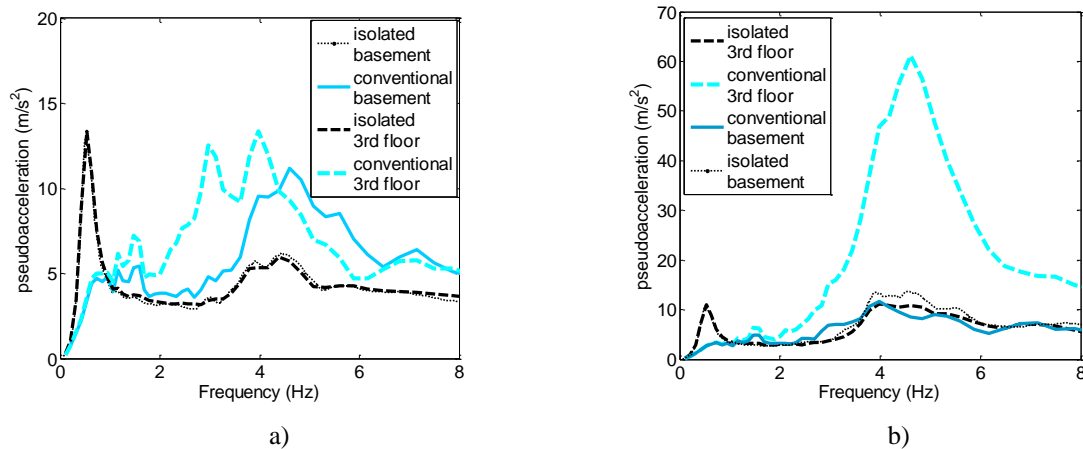 20
15
10
5
0
0
2
4
6
8
pseudoacceleration (m/s²)
Frequency (Hz)
isolated
basement
conventional
basement
isolated
3rd floor
conventional
3rd floor
a)
70
60
50
40
30
20
10
0
0
2
4
6
8
pseudoacceleration (m/s²)
Frequency (Hz)
isolated
3rd floor
conventional
3rd floor
conventional
basement
isolated
basement
b)